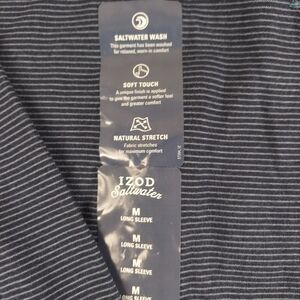 SALTWATER WASH
This garment has been washed
for relaxed, worn-in comfort
SOFT TOUCH
A unique finish is applied
to give the garment a softer feel
and greater comfort
NATURAL STRETCH
Fabric stretches
for maximum comfort
IZOD
Saltwater
M
LONG SLEEVE
M
LONG SLEEVE
M
LONG SLEEVE
M
LONG SLEEVE